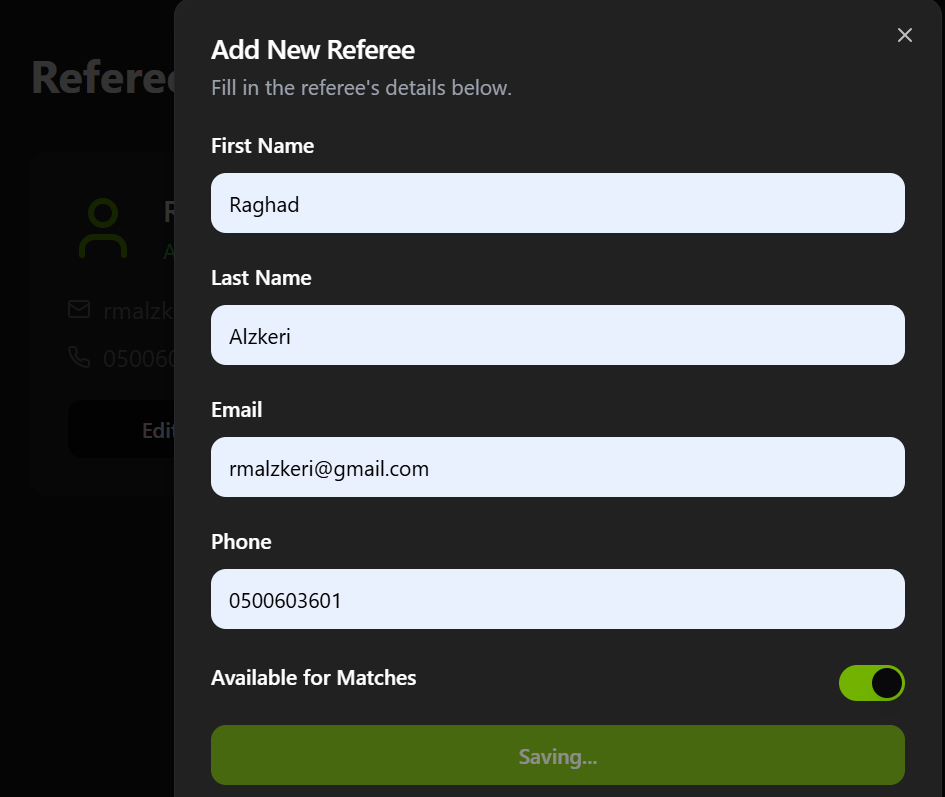 Add New Referee
Fill in the referee's details below.
First Name
Raghad
Last Name
Alzkeri
Email
rmalzkeri@gmail.com
Phone
0500603601
Available for Matches
Saving...
Referee
R
A
rmalzk
050060
Edit